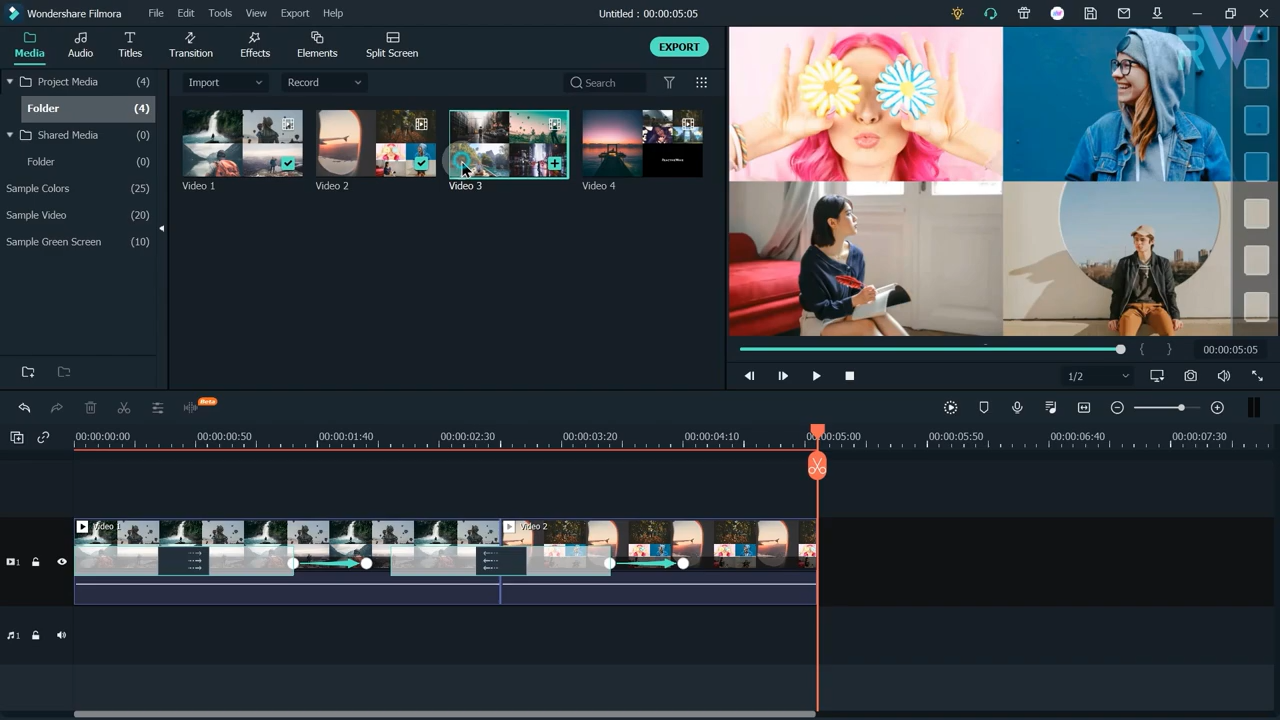 Wondershare Filmora File Edit Tools View Export Help Untitled : 00:00:05:05
Media Audio Titles Transition Effects Elements Split Screen EXPORT
Project Media (4) Import Record Search
Folder (4)
Shared Media (0)
Folder (0)
Sample Colors (25)
Sample Video (20)
Sample Green Screen (10)
Video 1 Video 2 Video 3 Video 4
RW
00:00:05:05
1/2
Beta
00:00:00:00 00:00:00:50 00:00:01:40 00:00:02:30 00:00:03:20 00:00:04:10 00:00:05:00 00:00:05:50 00:00:06:40 00:00:07:30
Video 1 Video 2
1
1